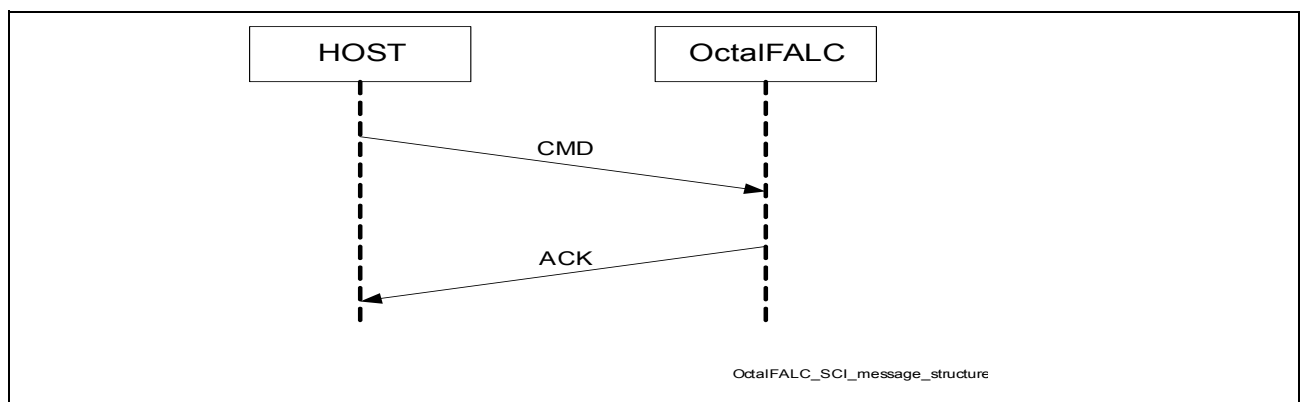 HOST
OctalFALC
CMD
ACK
OctalFALC_SCI_message_structure